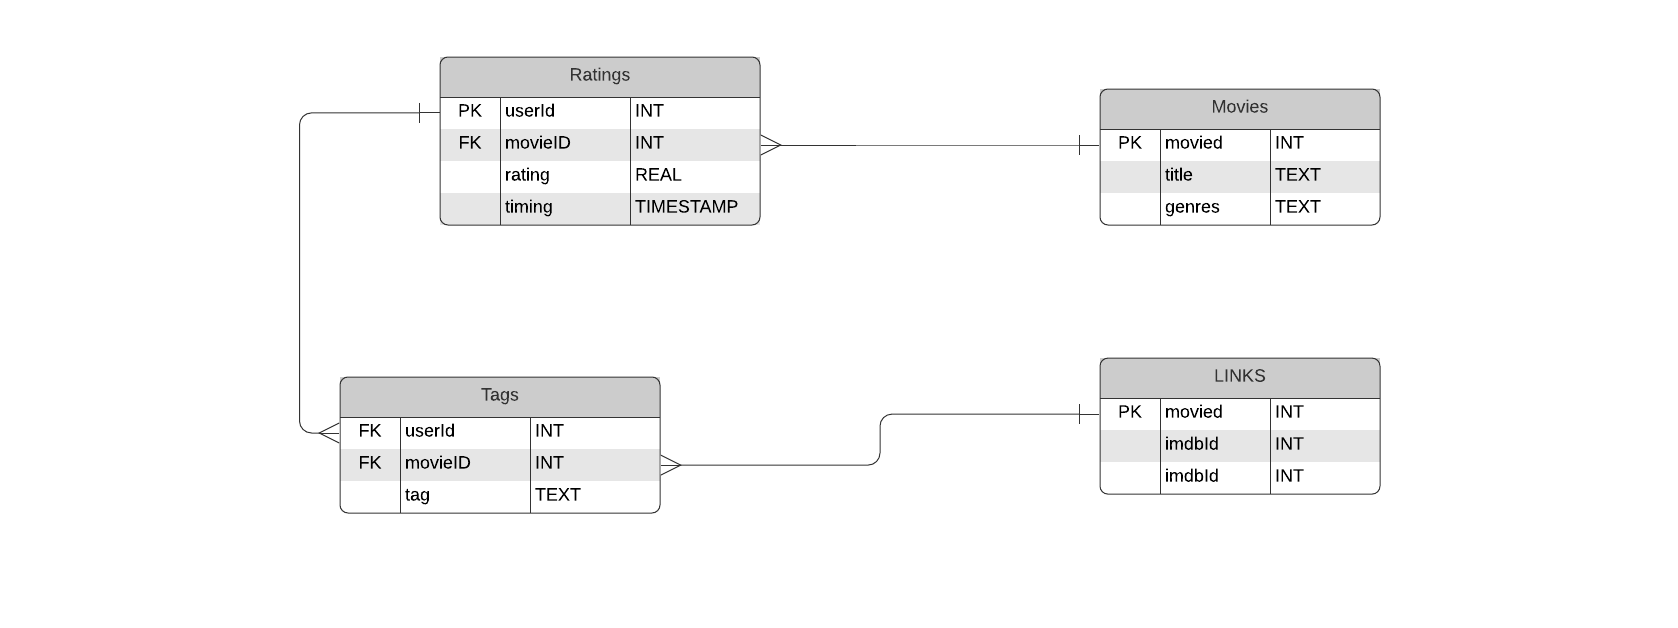 Ratings
PK userId INT
FK movieID INT
rating REAL
timing TIMESTAMP
Movies
PK movied INT
title TEXT
genres TEXT
Tags
FK userId INT
FK movieID INT
tag TEXT
LINKS
PK movied INT
imdbId INT
imdbId INT